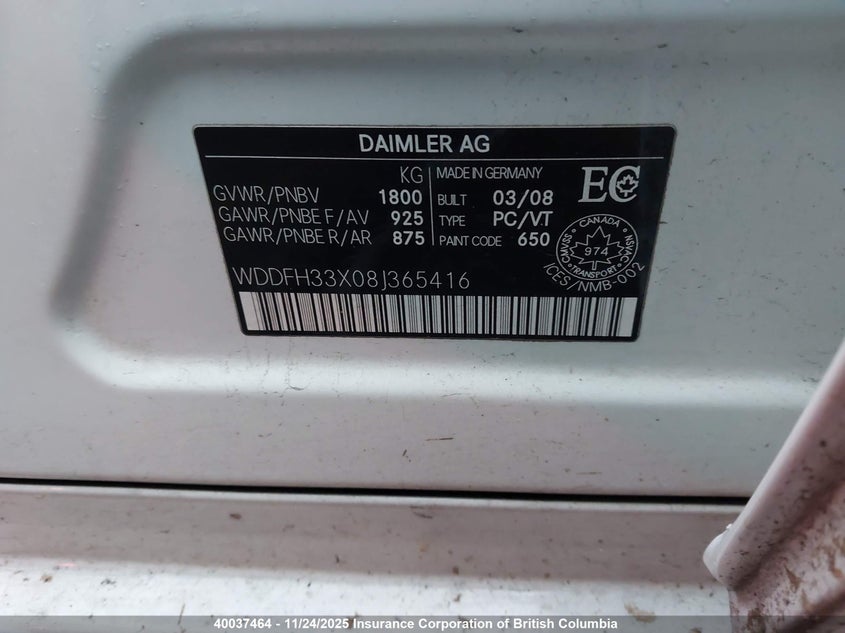 DAIMLER AG
KG
GVWR/PNBV 1800
GAWR/PNBE F/AV 925
GAWR/PNBE R/AR 875
MADE IN GERMANY
BUILT 03/08
TYPE PC/VT
PAINT CODE 650
EC
CANADA
CMVSS
NSVAC
974
TRANSPORT
ICES/NMB-002
WDDFH33X08J365416
40037464 - 11/24/2025 Insurance Corporation of British Columbia